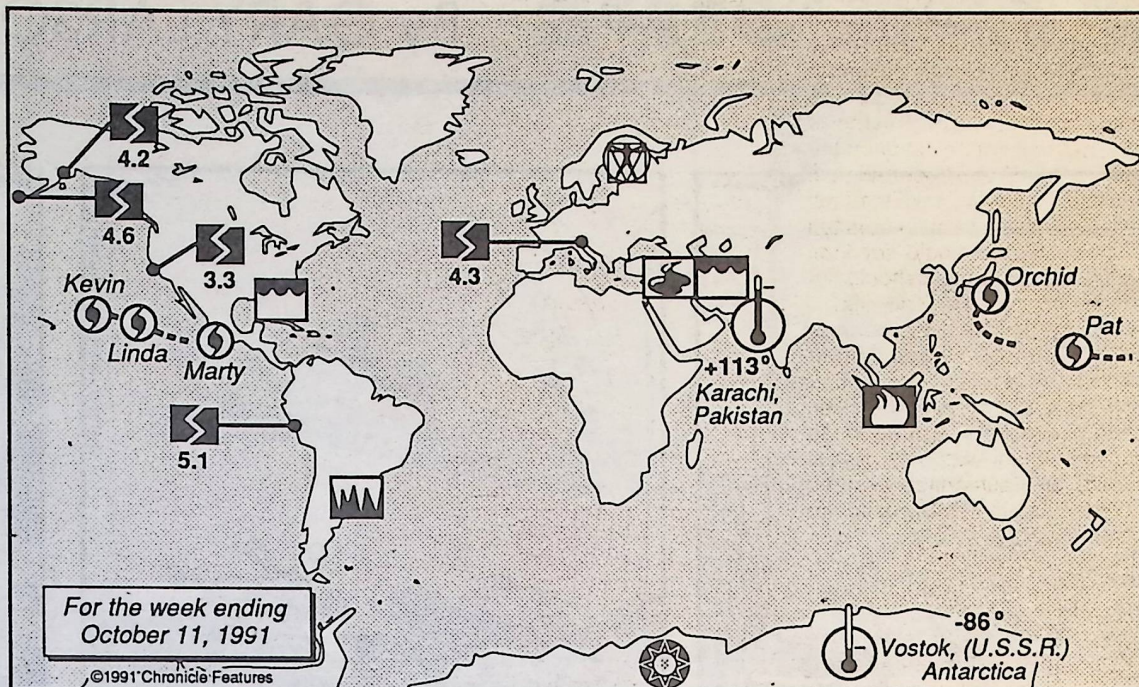 4.2
4.6
3.3
4.3
Kevin
Linda
Marty
Orchid
Pat
+113°
Karachi,
Pakistan
5.1
For the week ending
October 11, 1991
©1991 Chronicle Features
-86°
Vostok, (U.S.S.R.)
Antarctica